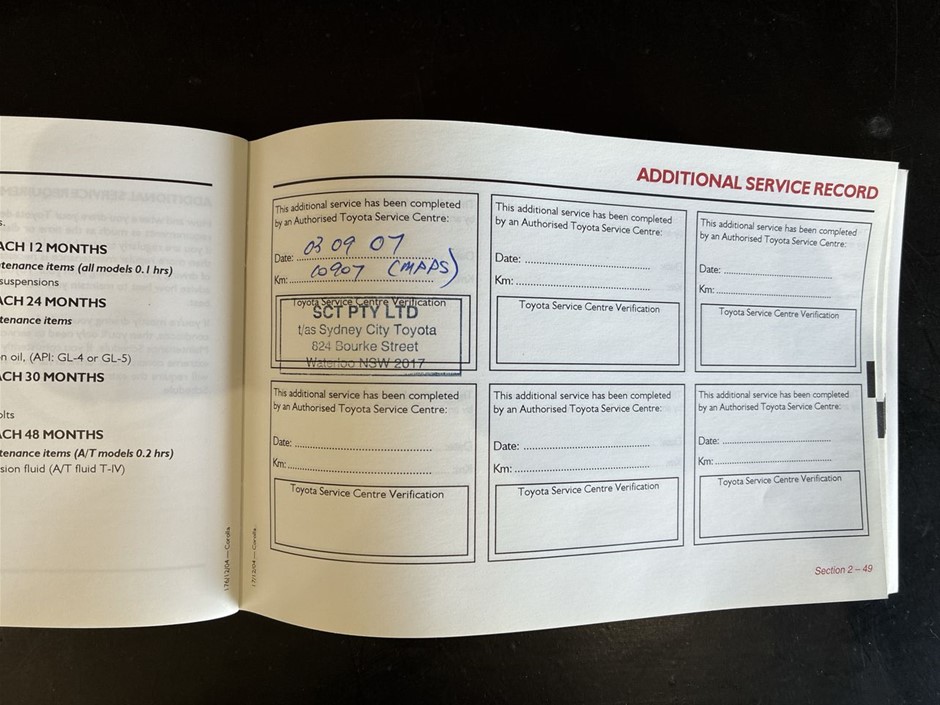 s.
ACH 12 MONTHS
tenance items (all models 0.1 hrs)
suspensions
ACH 24 MONTHS
tenance items
n oil, (API: GL-4 or GL-5)
ACH 30 MONTHS
olts
ACH 48 MONTHS
tenance items (A/T models 0.2 hrs)
sion fluid (A/T fluid T-IV)
ADDITIONAL SERVICE RECORD
This additional service has been completed
by an Authorised Toyota Service Centre:
Date: 03 09 07
Km: 60907 (MAPS)
Toyota Service Centre Verification
SCT PTY LTD
t/as Sydney City Toyota
824 Bourke Street
Waterloo NSW 2017
This additional service has been completed
by an Authorised Toyota Service Centre:
Date:
Km:
Toyota Service Centre Verification
This additional service has been completed
by an Authorised Toyota Service Centre:
Date:
Km:
Toyota Service Centre Verification
This additional service has been completed
by an Authorised Toyota Service Centre:
Date:
Km:
Toyota Service Centre Verification
This additional service has been completed
by an Authorised Toyota Service Centre:
Date:
Km:
Toyota Service Centre Verification
This additional service has been completed
by an Authorised Toyota Service Centre:
Date:
Km:
Toyota Service Centre Verification
Section 2 – 49